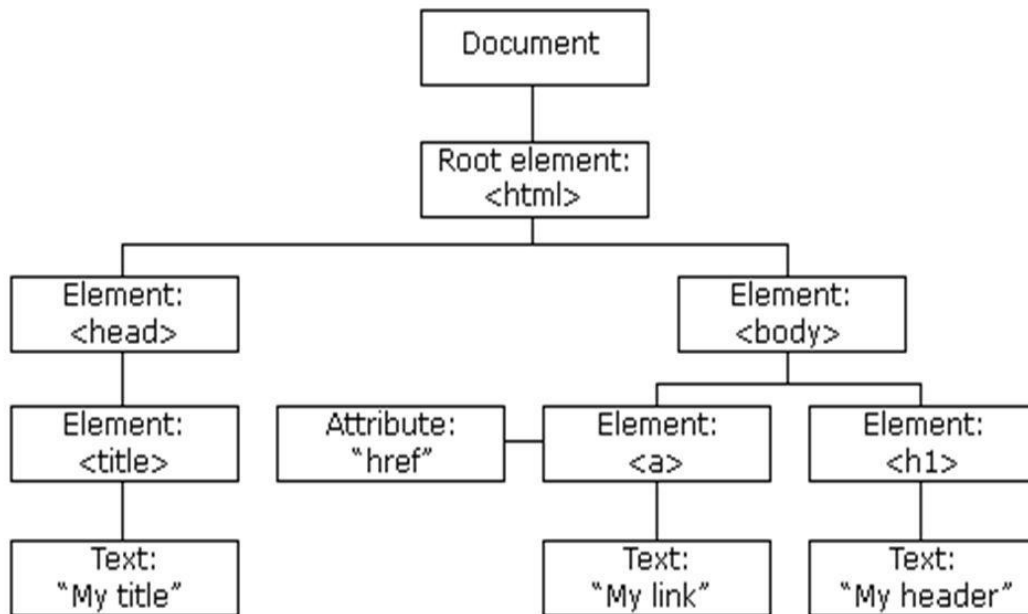 Document
Root element:
<html>
Element:
<head>
Element:
<body>
Element:
<title>
Attribute:
“href”
Element:
<a>
Element:
<h1>
Text:
“My title”
Text:
“My link”
Text:
“My header”